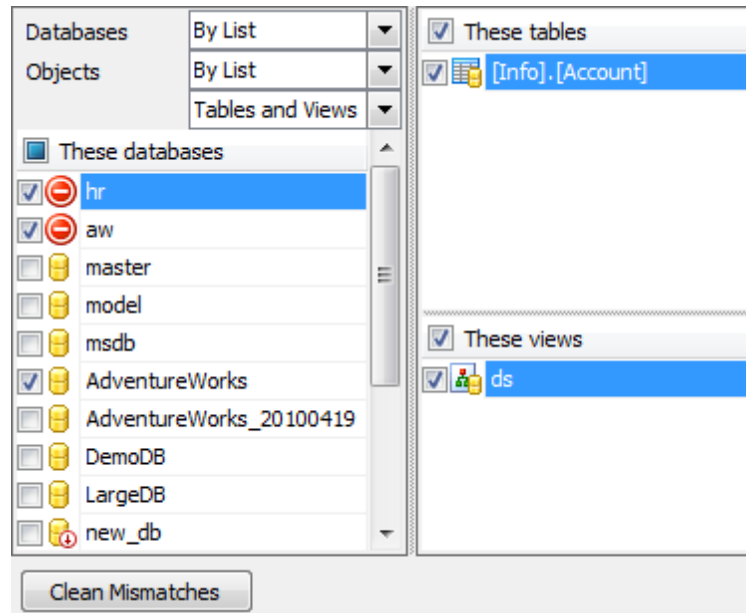 Databases By List
Objects By List
Tables and Views
These databases
hr
aw
master
model
msdb
AdventureWorks
AdventureWorks_20100419
DemoDB
LargeDB
new_db
These tables
[Info].[Account]
These views
ds
Clean Mismatches